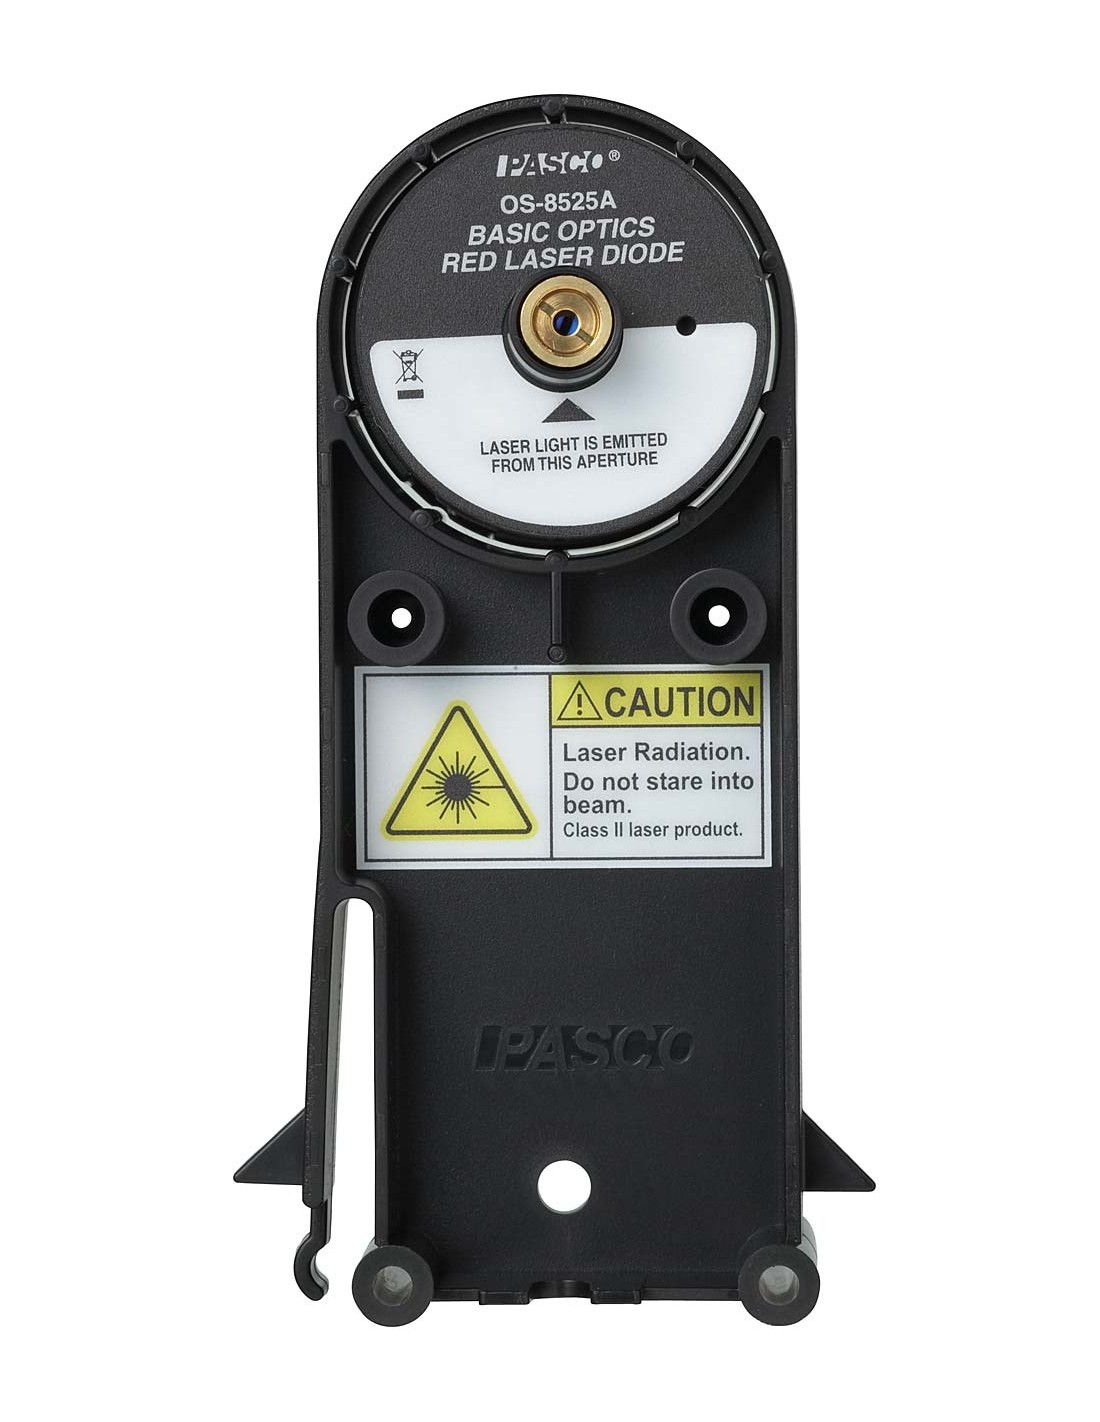 PASCO®
OS-8525A
BASIC OPTICS
RED LASER DIODE
LASER LIGHT IS EMITTED
FROM THIS APERTURE
CAUTION
Laser Radiation.
Do not stare into
beam.
Class II laser product.
PASCO